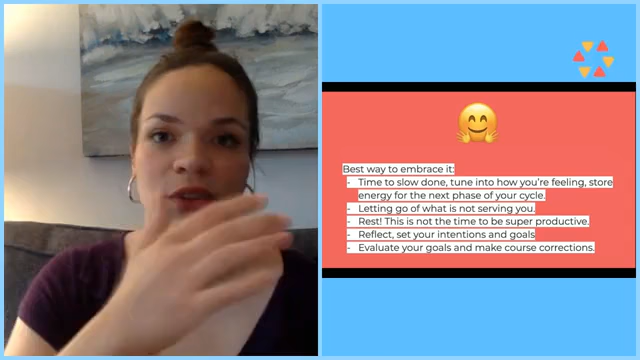 Best way to embrace it:
- Time to slow done, tune into how you're feeling, store
energy for the next phase of your cycle.
- Letting go of what is not serving you.
- Rest! This is not the time to be super productive.
- Reflect, set your intentions and goals
- Evaluate your goals and make course corrections.